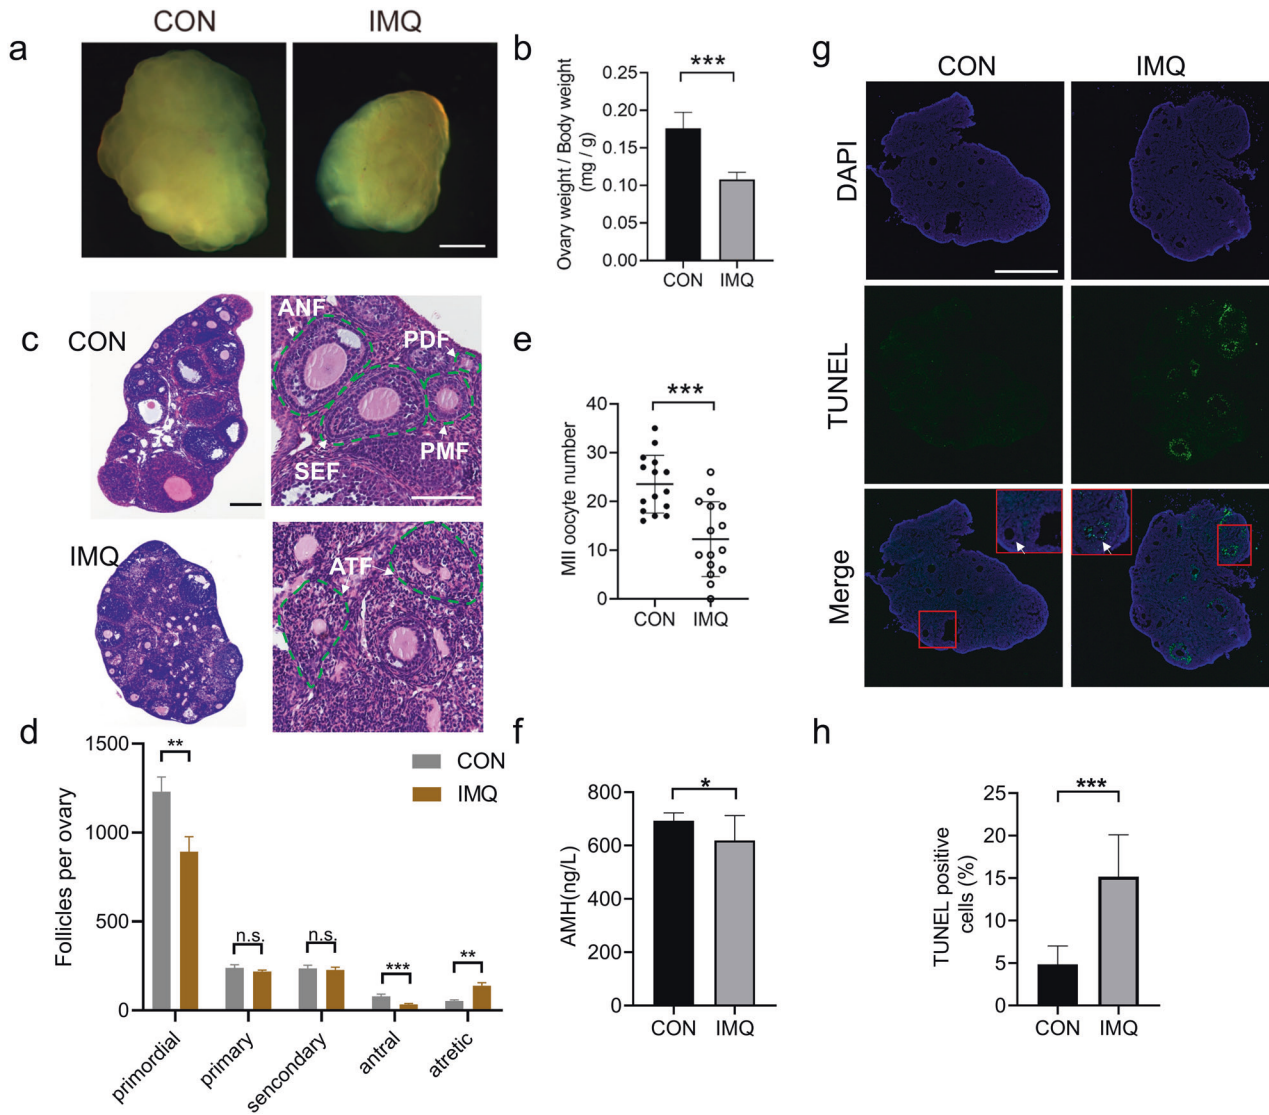 a
CON
IMQ
b
Ovary weight / Body weight
(mg / g)
0.25
0.20
0.15
0.10
0.05
0.00
***
CON
IMQ
c
CON
ANF
PDF
SEF
PMF
IMQ
ATF
d
Follicles per ovary
1500
1000
500
0
**
n.s.
n.s.
***
**
CON
IMQ
primordial
primary
sencondary
antral
atretic
e
MII oocyte number
40
30
20
10
0
***
CON
IMQ
f
AMH(ng/L)
800
600
400
200
0
*
CON
IMQ
g
CON
IMQ
DAPI
TUNEL
Merge
h
TUNEL positive
cells (%)
25
20
15
10
5
0
***
CON
IMQ